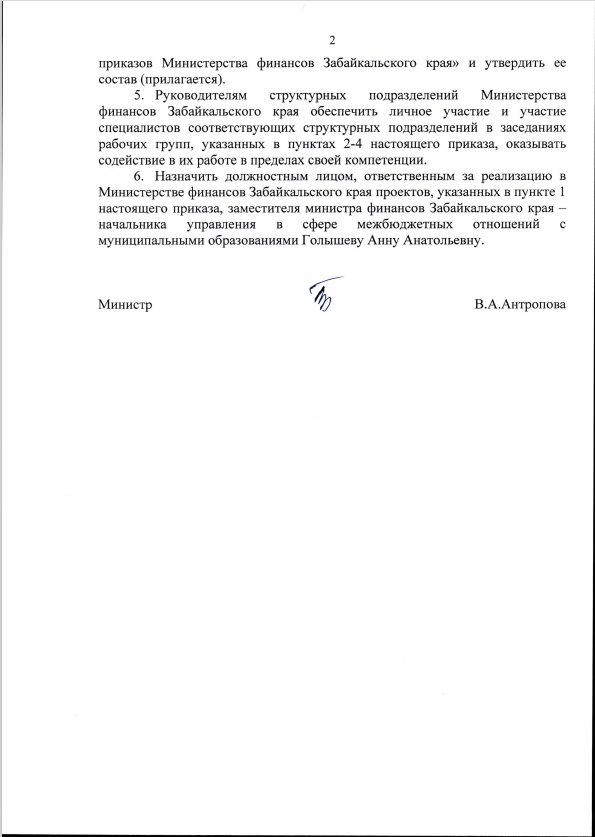 2
приказов Министерства финансов Забайкальского края» и утвердить ее
состав (прилагается).
5. Руководителям структурных подразделений Министерства
финансов Забайкальского края обеспечить личное участие и участие
специалистов соответствующих структурных подразделений в заседаниях
рабочих групп, указанных в пунктах 2-4 настоящего приказа, оказывать
содействие в их работе в пределах своей компетенции.
6. Назначить должностным лицом, ответственным за реализацию в
Министерстве финансов Забайкальского края проектов, указанных в пункте 1
настоящего приказа, заместителя министра финансов Забайкальского края –
начальника управления в сфере межбюджетных отношений с
муниципальными образованиями Голышеву Анну Анатольевну.
Министр В.А.Антропова